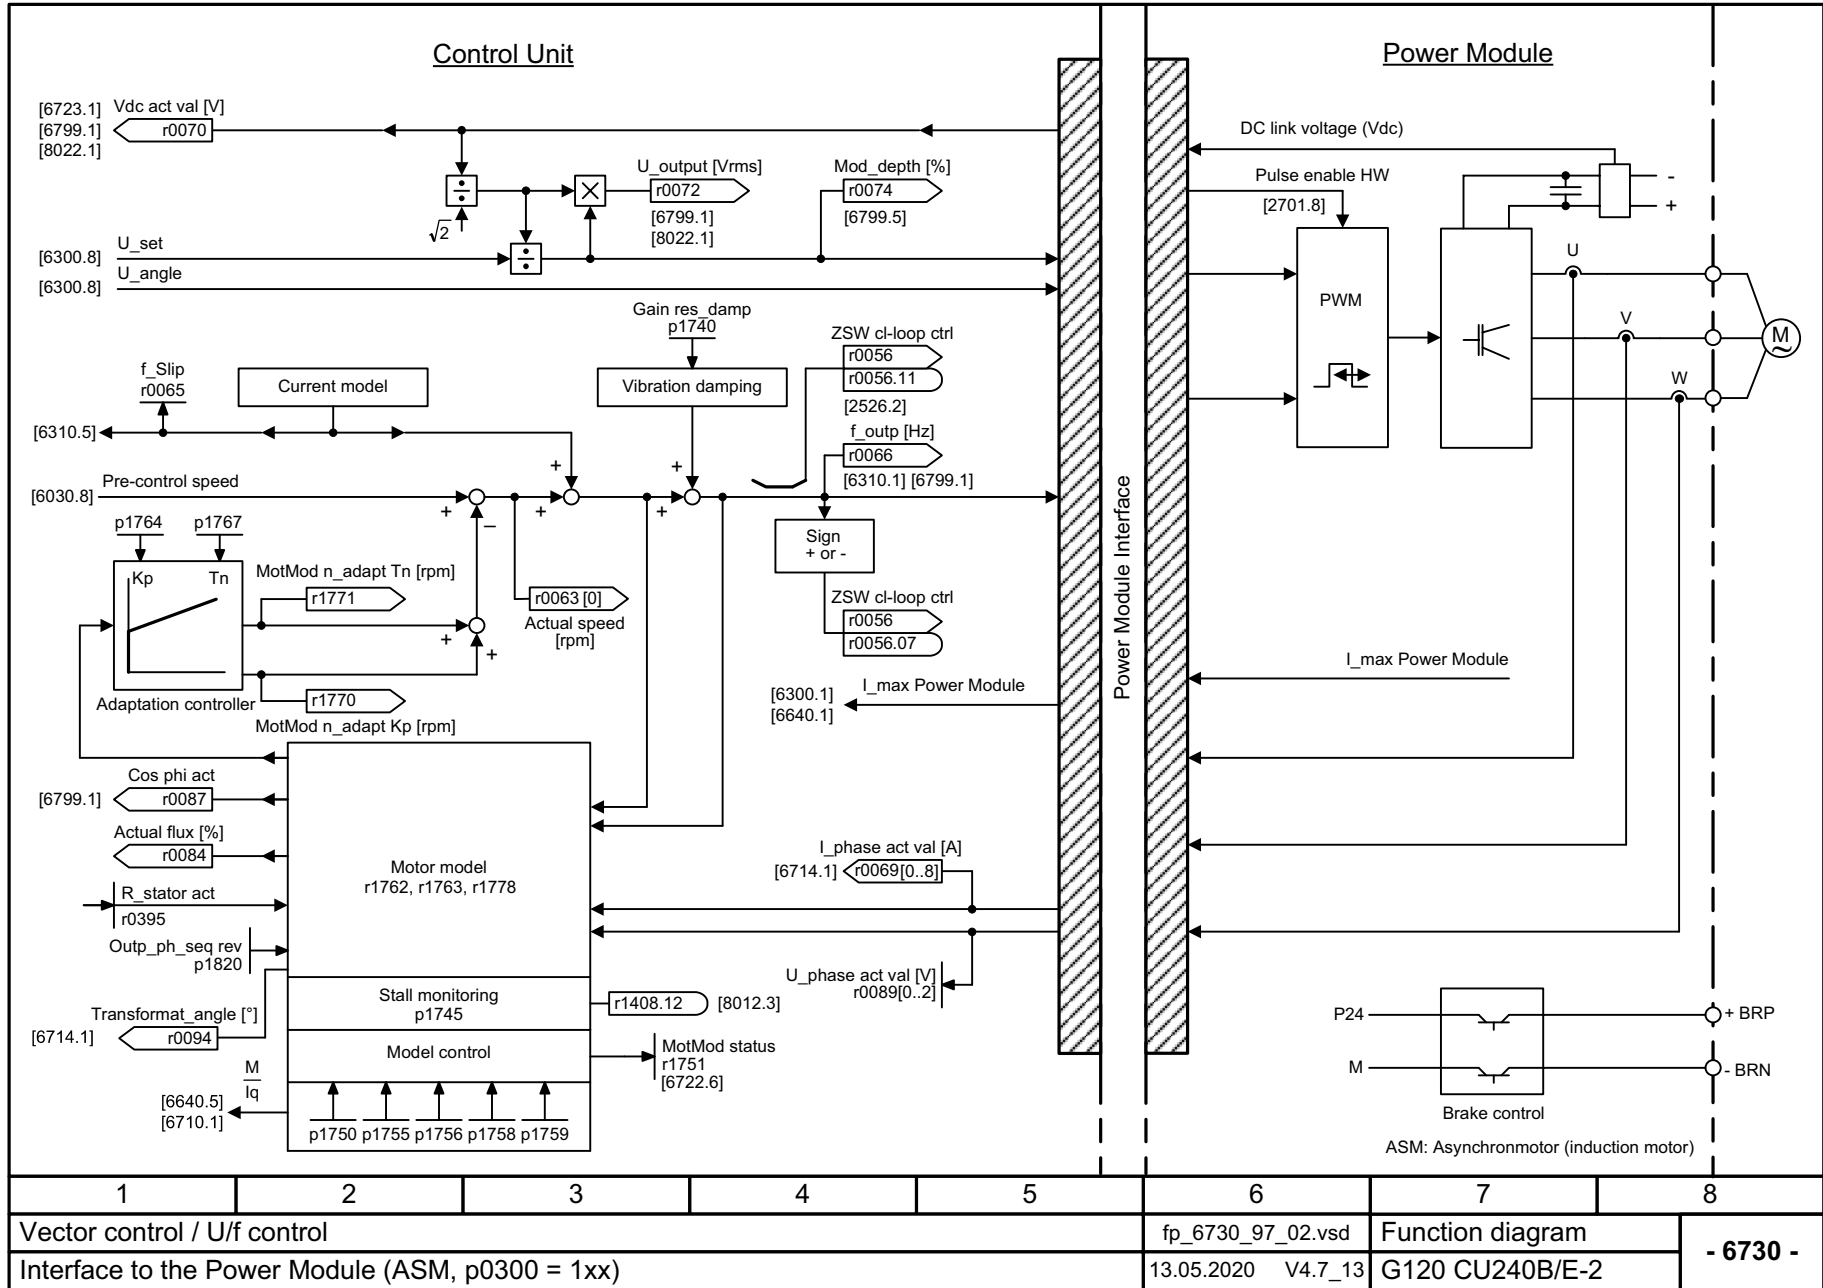 Control Unit
Power Module
[6723.1]
[6799.1]
[8022.1]
Vdc act val [V]
r0070
U_output [Vrms]
r0072
[6799.1]
[8022.1]
Mod_depth [%]
r0074
[6799.5]
÷
×
√2
÷
[6300.8]
U_set
U_angle
[6300.8]
DC link voltage (Vdc)
Pulse enable HW
[2701.8]
-
+
PWM
U
V
W
M
~
Gain res_damp
p1740
Vibration damping
ZSW cl-loop ctrl
r0056
r0056.11
[2526.2]
f_outp [Hz]
r0066
[6310.1] [6799.1]
f_Slip
r0065
Current model
[6310.5]
+
+
[6030.8]
Pre-control speed
+
–
+
+
p1764
p1767
Kp
Tn
MotMod n_adapt Tn [rpm]
r1771
+
+
r0063 [0]
Actual speed
[rpm]
Sign
+ or -
ZSW cl-loop ctrl
r0056
r0056.07
Adaptation controller
r1770
MotMod n_adapt Kp [rpm]
[6300.1]
[6640.1]
I_max Power Module
Power Module Interface
I_max Power Module
Cos phi act
[6799.1]
r0087
Actual flux [%]
r0084
R_stator act
r0395
Outp_ph_seq rev
p1820
Transformat_angle [°]
[6714.1]
r0094
M
Iq
[6640.5]
[6710.1]
Motor model
r1762, r1763, r1778
Stall monitoring
p1745
Model control
p1750 p1755 p1756 p1758 p1759
r1408.12
[8012.3]
MotMod status
r1751
[6722.6]
I_phase act val [A]
[6714.1]
r0069[0..8]
U_phase act val [V]
r0089[0..2]
P24
+ BRP
M
- BRN
Brake control
ASM: Asynchronmotor (induction motor)
1 2 3 4 5 6 7 8
Vector control / U/f control
fp_6730_97_02.vsd
Function diagram
- 6730 -
Interface to the Power Module (ASM, p0300 = 1xx)
13.05.2020 V4.7_13
G120 CU240B/E-2